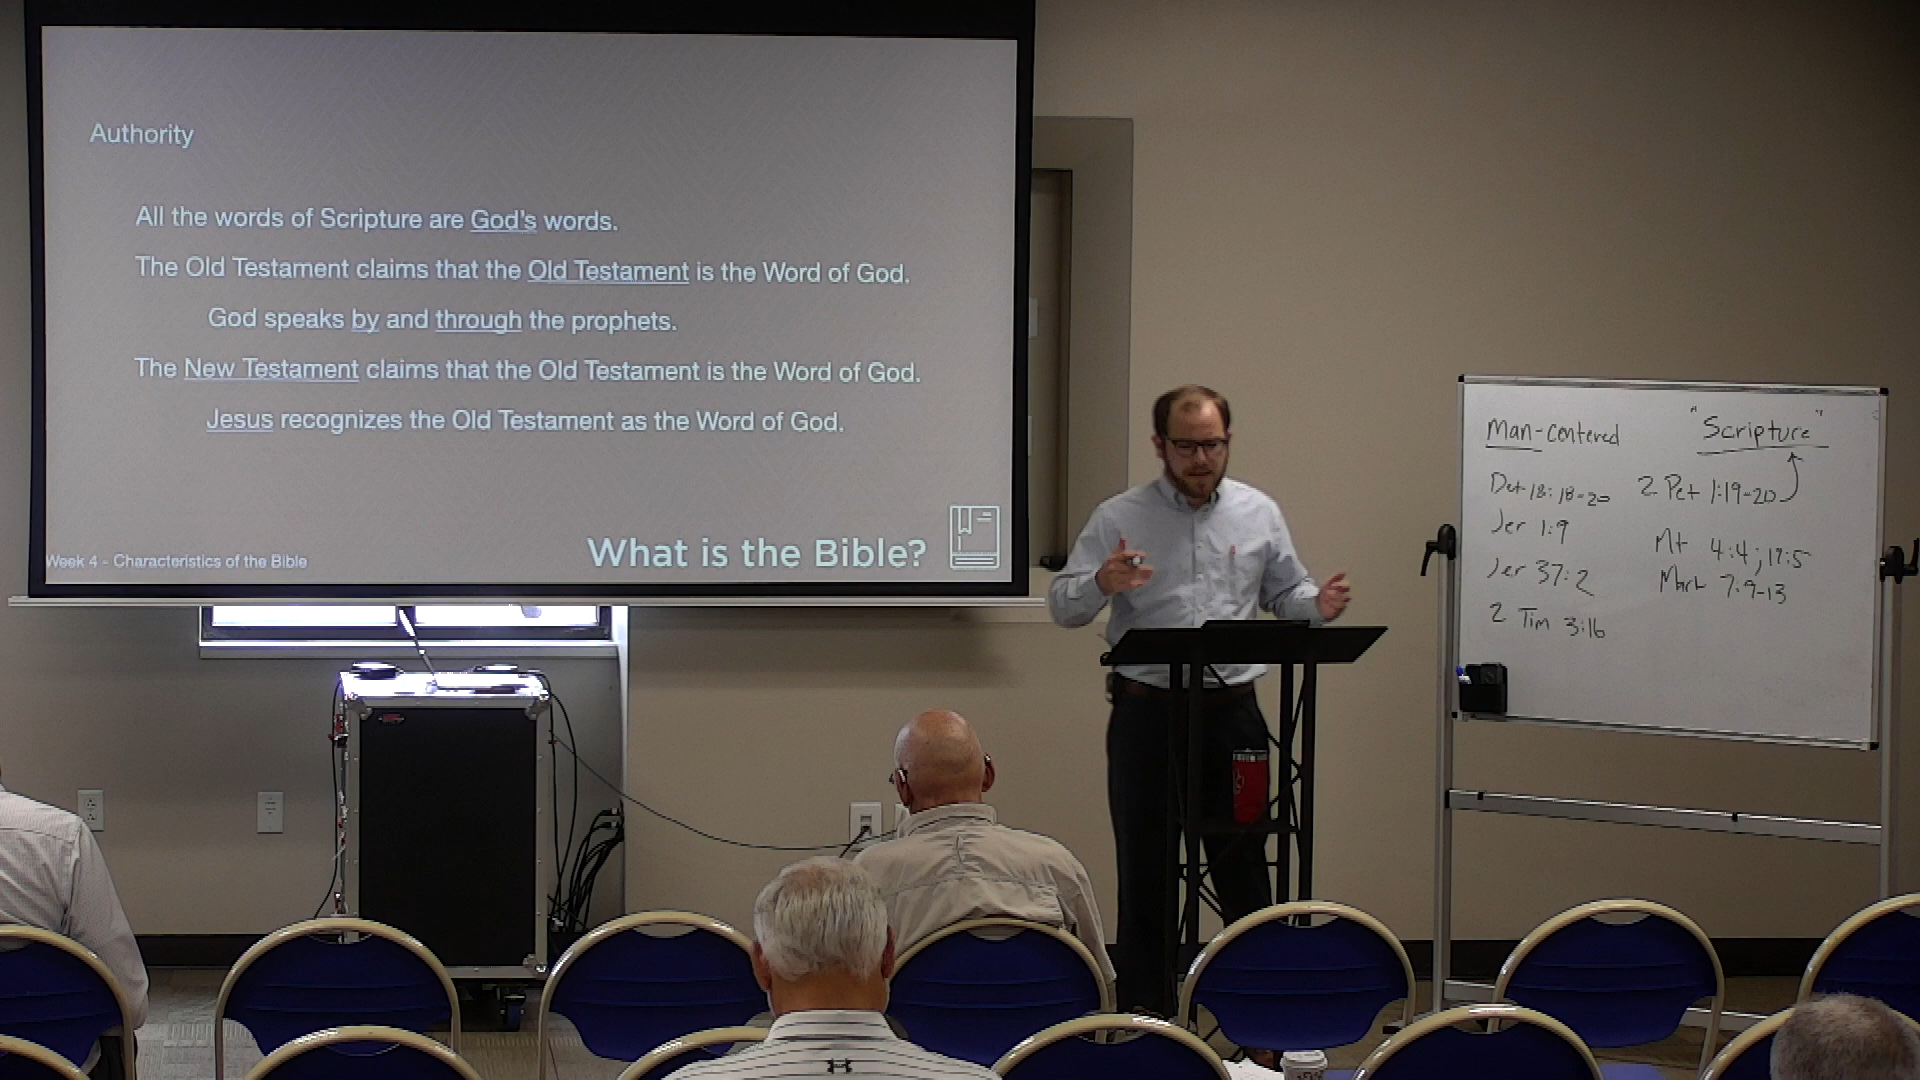 Authority
All the words of Scripture are God's words.
The Old Testament claims that the Old Testament is the Word of God.
God speaks by and through the prophets.
The New Testament claims that the Old Testament is the Word of God.
Jesus recognizes the Old Testament as the Word of God.
Week 4 - Characteristics of the Bible
What is the Bible?
Man-centered
Det 18:18-20
Jer 1:9
Jer 37:2
2 Tim 3:16
"Scripture"
2 Pet 1:19-20
Mt 4:4; 19:5
Mark 7:9-13